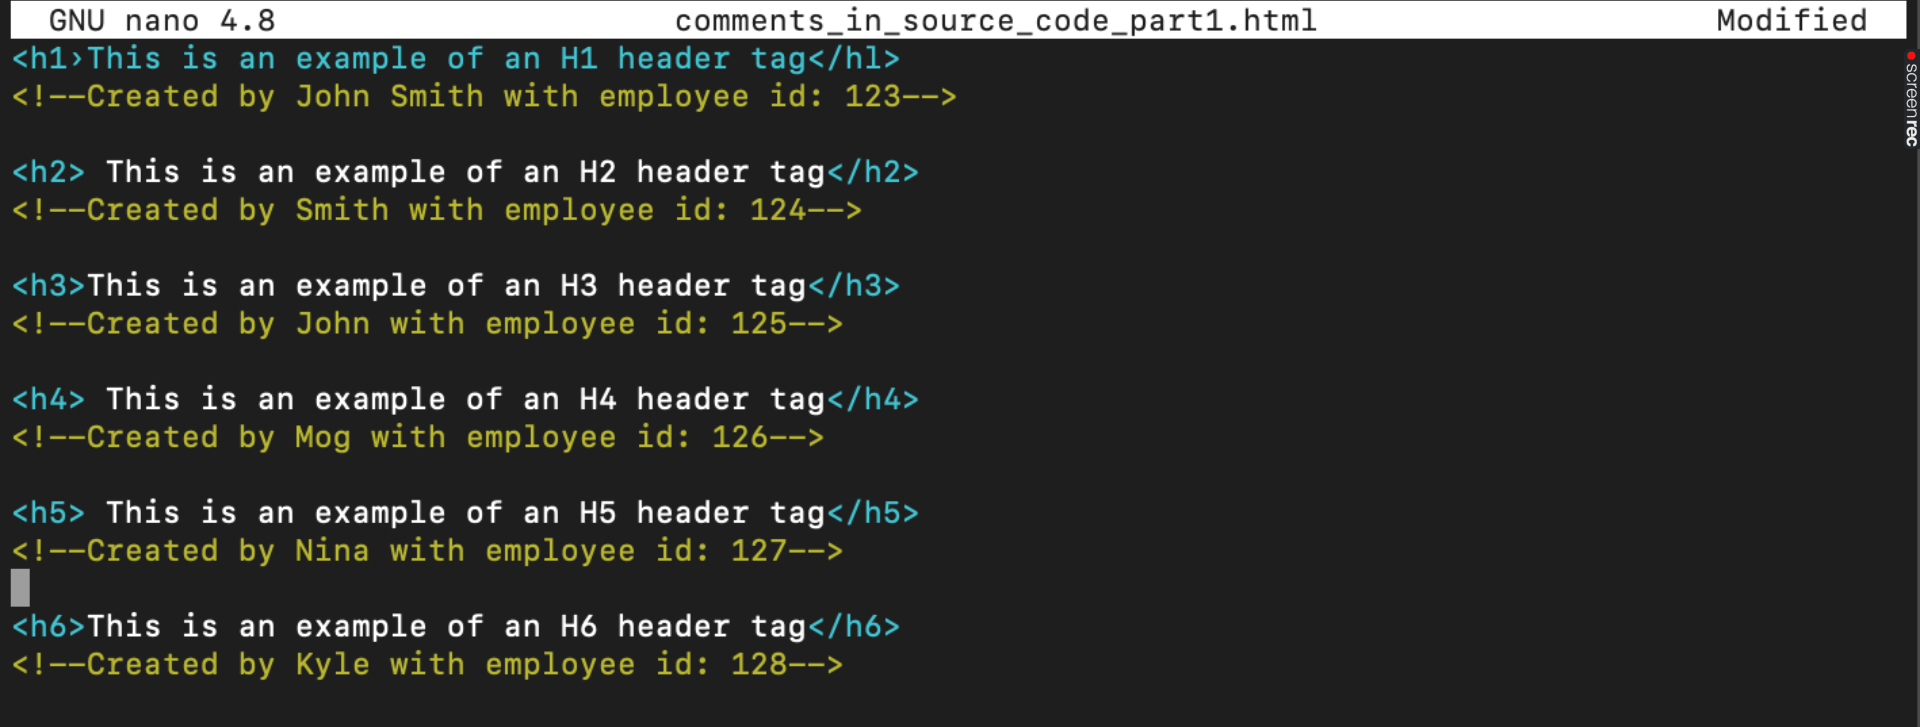 GNU nano 4.8 comments_in_source_code_part1.html Modified
<h1›This is an example of an H1 header tag</hl>
<!--Created by John Smith with employee id: 123-->
<h2> This is an example of an H2 header tag</h2>
<!--Created by Smith with employee id: 124-->
<h3>This is an example of an H3 header tag</h3>
<!--Created by John with employee id: 125-->
<h4> This is an example of an H4 header tag</h4>
<!--Created by Mog with employee id: 126-->
<h5> This is an example of an H5 header tag</h5>
<!--Created by Nina with employee id: 127-->
<h6>This is an example of an H6 header tag</h6>
<!--Created by Kyle with employee id: 128-->
screenrec